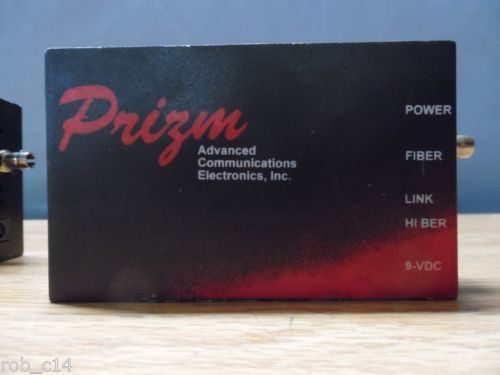 Prizm
Advanced
Communications
Electronics, Inc.
POWER
FIBER
LINK
HI BER
9-VDC
rob_c14